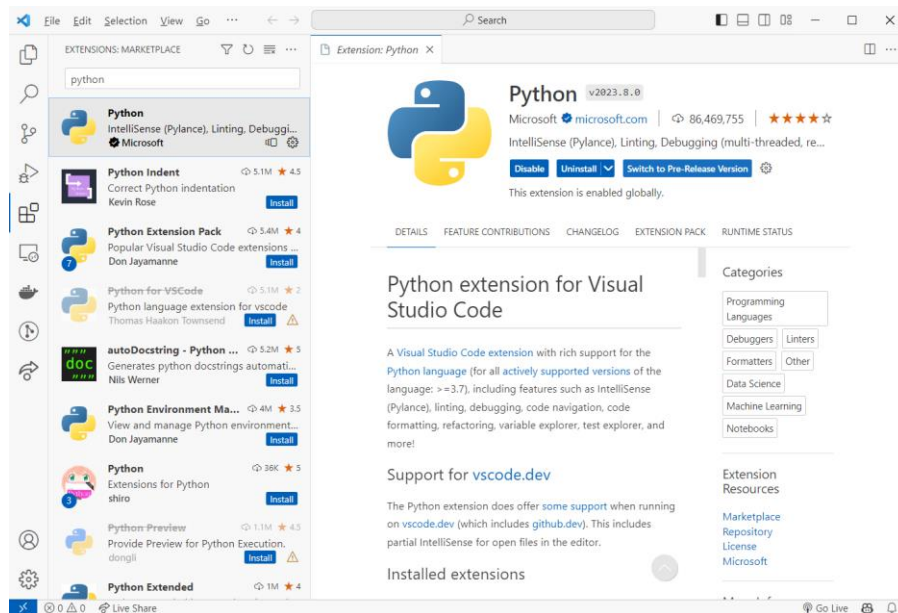 File Edit Selection View Go ···
Search
EXTENSIONS: MARKETPLACE
python
Python
IntelliSense (Pylance), Linting, Debuggi...
Microsoft
Python Indent 5.1M ★ 4.5
Correct Python indentation
Kevin Rose Install
Python Extension Pack 5.4M ★ 4
Popular Visual Studio Code extensions ...
Don Jayamanne Install
7
Python for VSCode 5.1M ★ 2
Python language extension for vscode
Thomas Haakon Townsend Install
autoDocstring - Python ... 5.2M ★ 5
Generates python docstrings automati...
Nils Werner Install
""" """
doc
Python Environment Ma... 4M ★ 3.5
View and manage Python environment...
Don Jayamanne Install
Python 36K ★ 5
Extensions for Python
shiro Install
3
Python Preview 1.1M ★ 4.5
Provide Preview for Python Execution.
dongli Install
Python Extended 1M ★ 4
Extension: Python
Python v2023.8.0
Microsoft microsoft.com | 86,469,755 | ★★★★☆
IntelliSense (Pylance), Linting, Debugging (multi-threaded, re...
Disable Uninstall Switch to Pre-Release Version
This extension is enabled globally.
DETAILS FEATURE CONTRIBUTIONS CHANGELOG EXTENSION PACK RUNTIME STATUS
Python extension for Visual
Studio Code
A Visual Studio Code extension with rich support for the
Python language (for all actively supported versions of the
language: >=3.7), including features such as IntelliSense
(Pylance), linting, debugging, code navigation, code
formatting, refactoring, variable explorer, test explorer, and
more!
Support for vscode.dev
The Python extension does offer some support when running
on vscode.dev (which includes github.dev). This includes
partial IntelliSense for open files in the editor.
Installed extensions
Categories
Programming
Languages
Debuggers Linters
Formatters Other
Data Science
Machine Learning
Notebooks
Extension
Resources
Marketplace
Repository
License
Microsoft
0 0 Live Share
Go Live